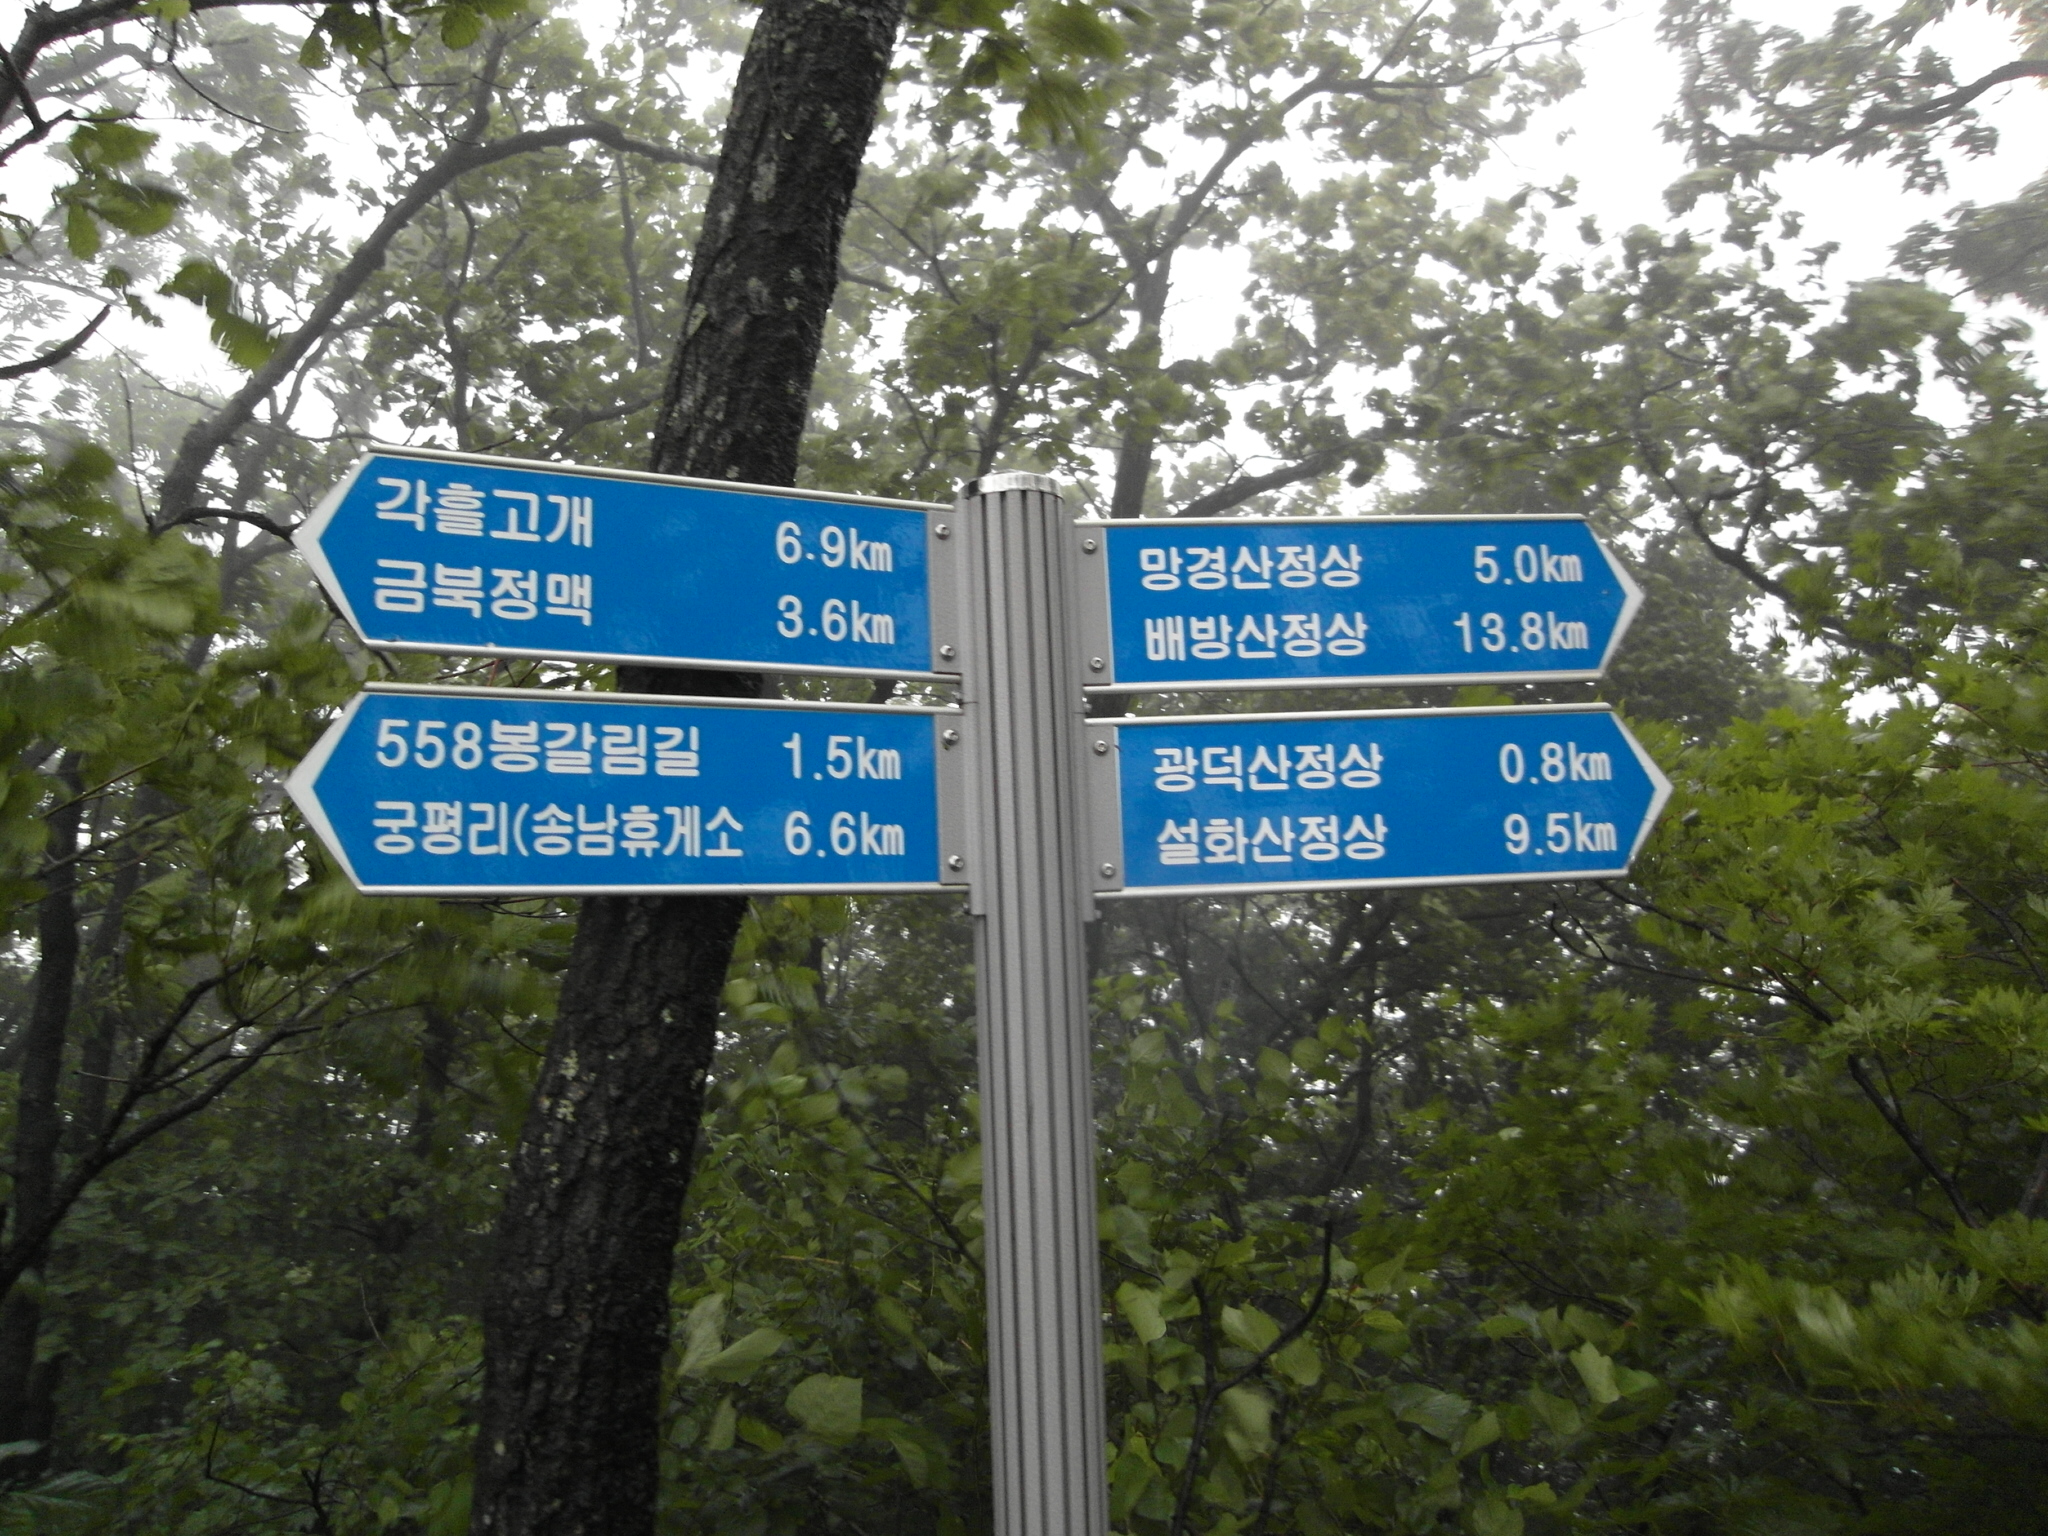 각흘고개 6.9km
금북정맥 3.6km
558봉갈림길 1.5km
궁평리(송남휴게소 6.6km
망경산정상 5.0km
배방산정상 13.8km
광덕산정상 0.8km
설화산정상 9.5km